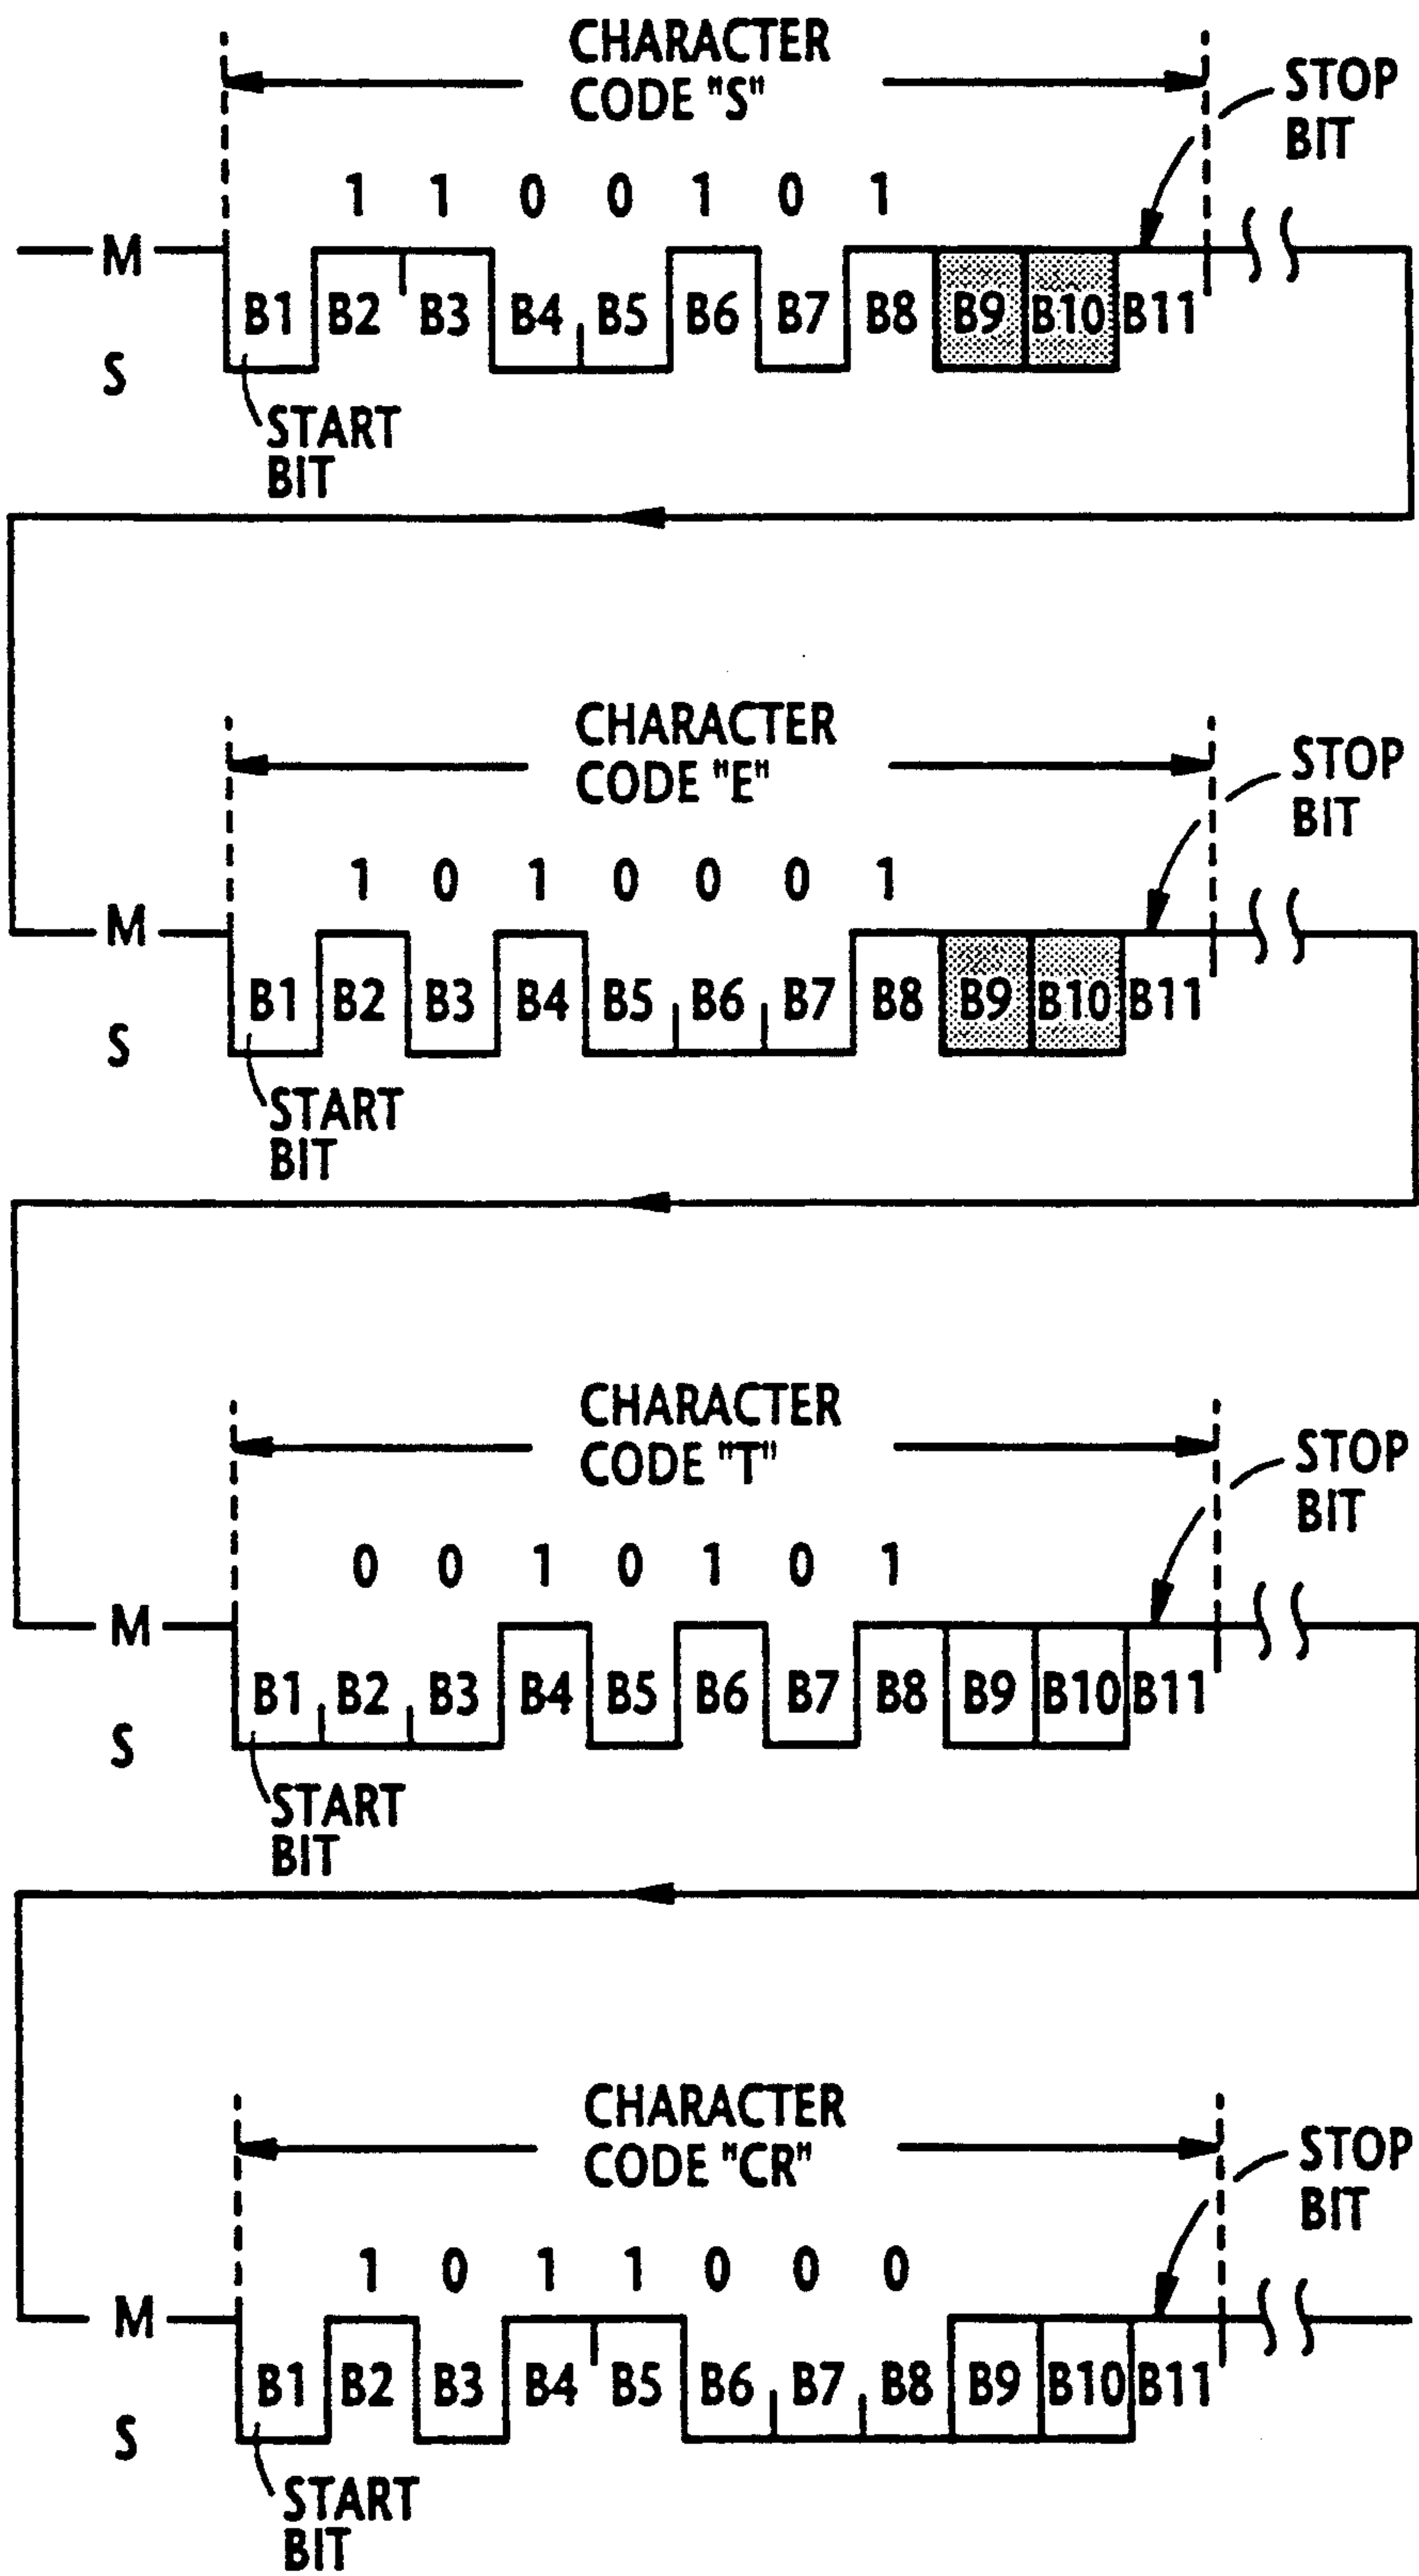 CHARACTER
CODE "S"
STOP
BIT
1 1 0 0 1 0 1
M
B1 B2 B3 B4 B5 B6 B7 B8 B9 B10 B11
S
START
BIT
CHARACTER
CODE "E"
STOP
BIT
1 0 1 0 0 0 1
M
B1 B2 B3 B4 B5 B6 B7 B8 B9 B10 B11
S
START
BIT
CHARACTER
CODE "T"
STOP
BIT
0 0 1 0 1 0 1
M
B1 B2 B3 B4 B5 B6 B7 B8 B9 B10 B11
S
START
BIT
CHARACTER
CODE "CR"
STOP
BIT
1 0 1 1 0 0 0
M
B1 B2 B3 B4 B5 B6 B7 B8 B9 B10 B11
S
START
BIT